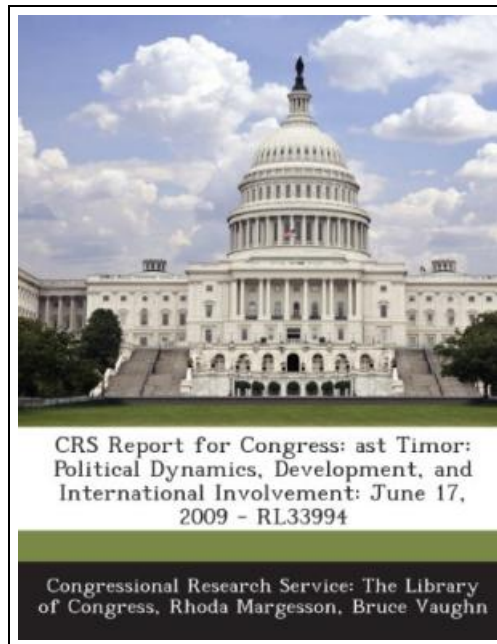 CRS Report for Congress: ast Timor:
Political Dynamics, Development, and
International Involvement: June 17,
2009 - RL33994
Congressional Research Service: The Library
of Congress, Rhoda Margesson, Bruce Vaughn